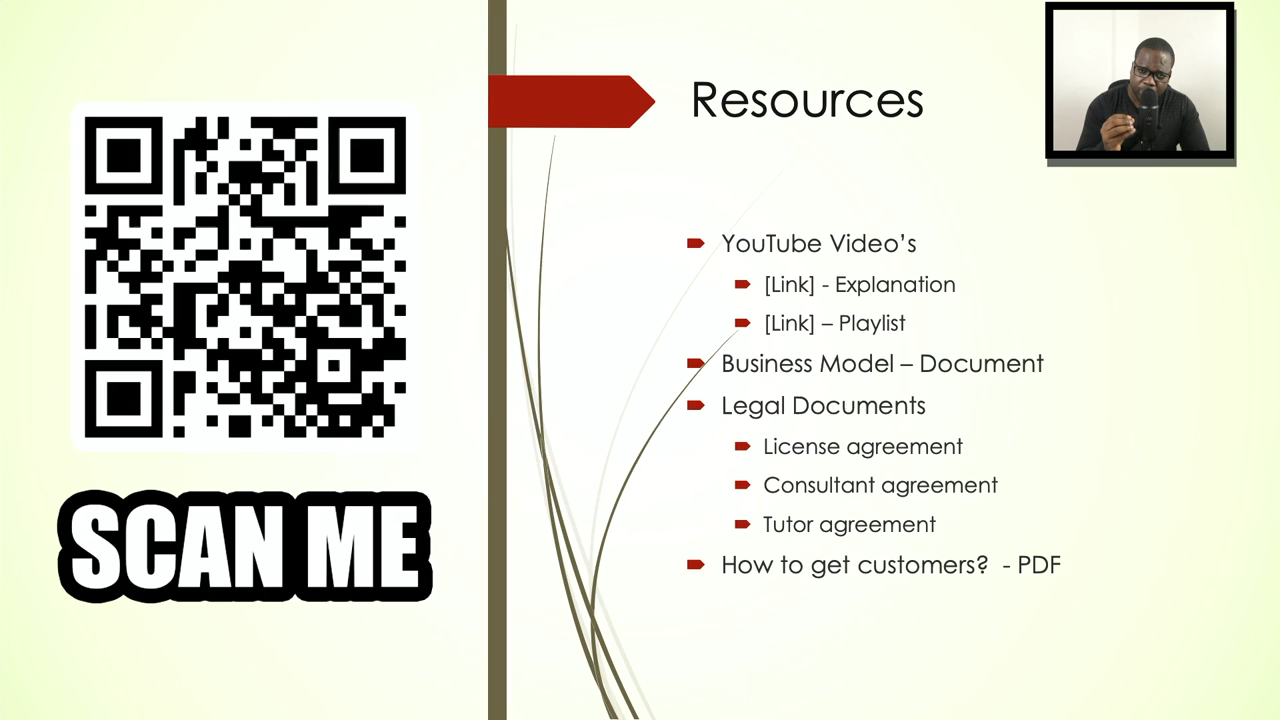 Resources
YouTube Video’s
[Link] - Explanation
[Link] – Playlist
Business Model – Document
Legal Documents
License agreement
Consultant agreement
Tutor agreement
How to get customers?  - PDF
SCAN ME